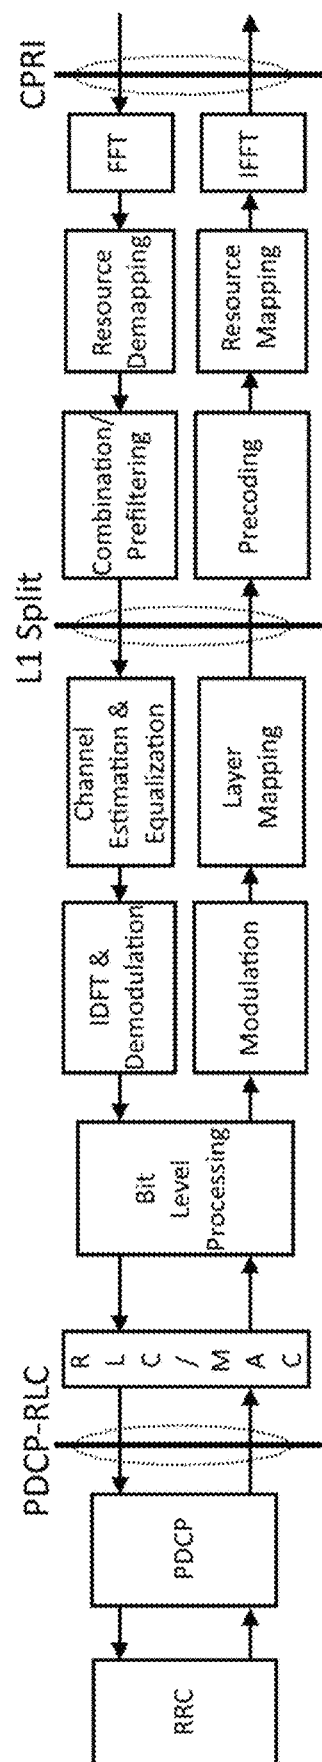 PDCP-RLC
L1 Split
CPRI
RRC
PDCP
R
L
C
/
M
A
C
Bit
Level
Processing
IDFT &
Demodulation
Channel
Estimation &
Equalization
Combination/
Prefiltering
Resource
Demapping
FFT
Modulation
Layer
Mapping
Precoding
Resource
Mapping
IFFT